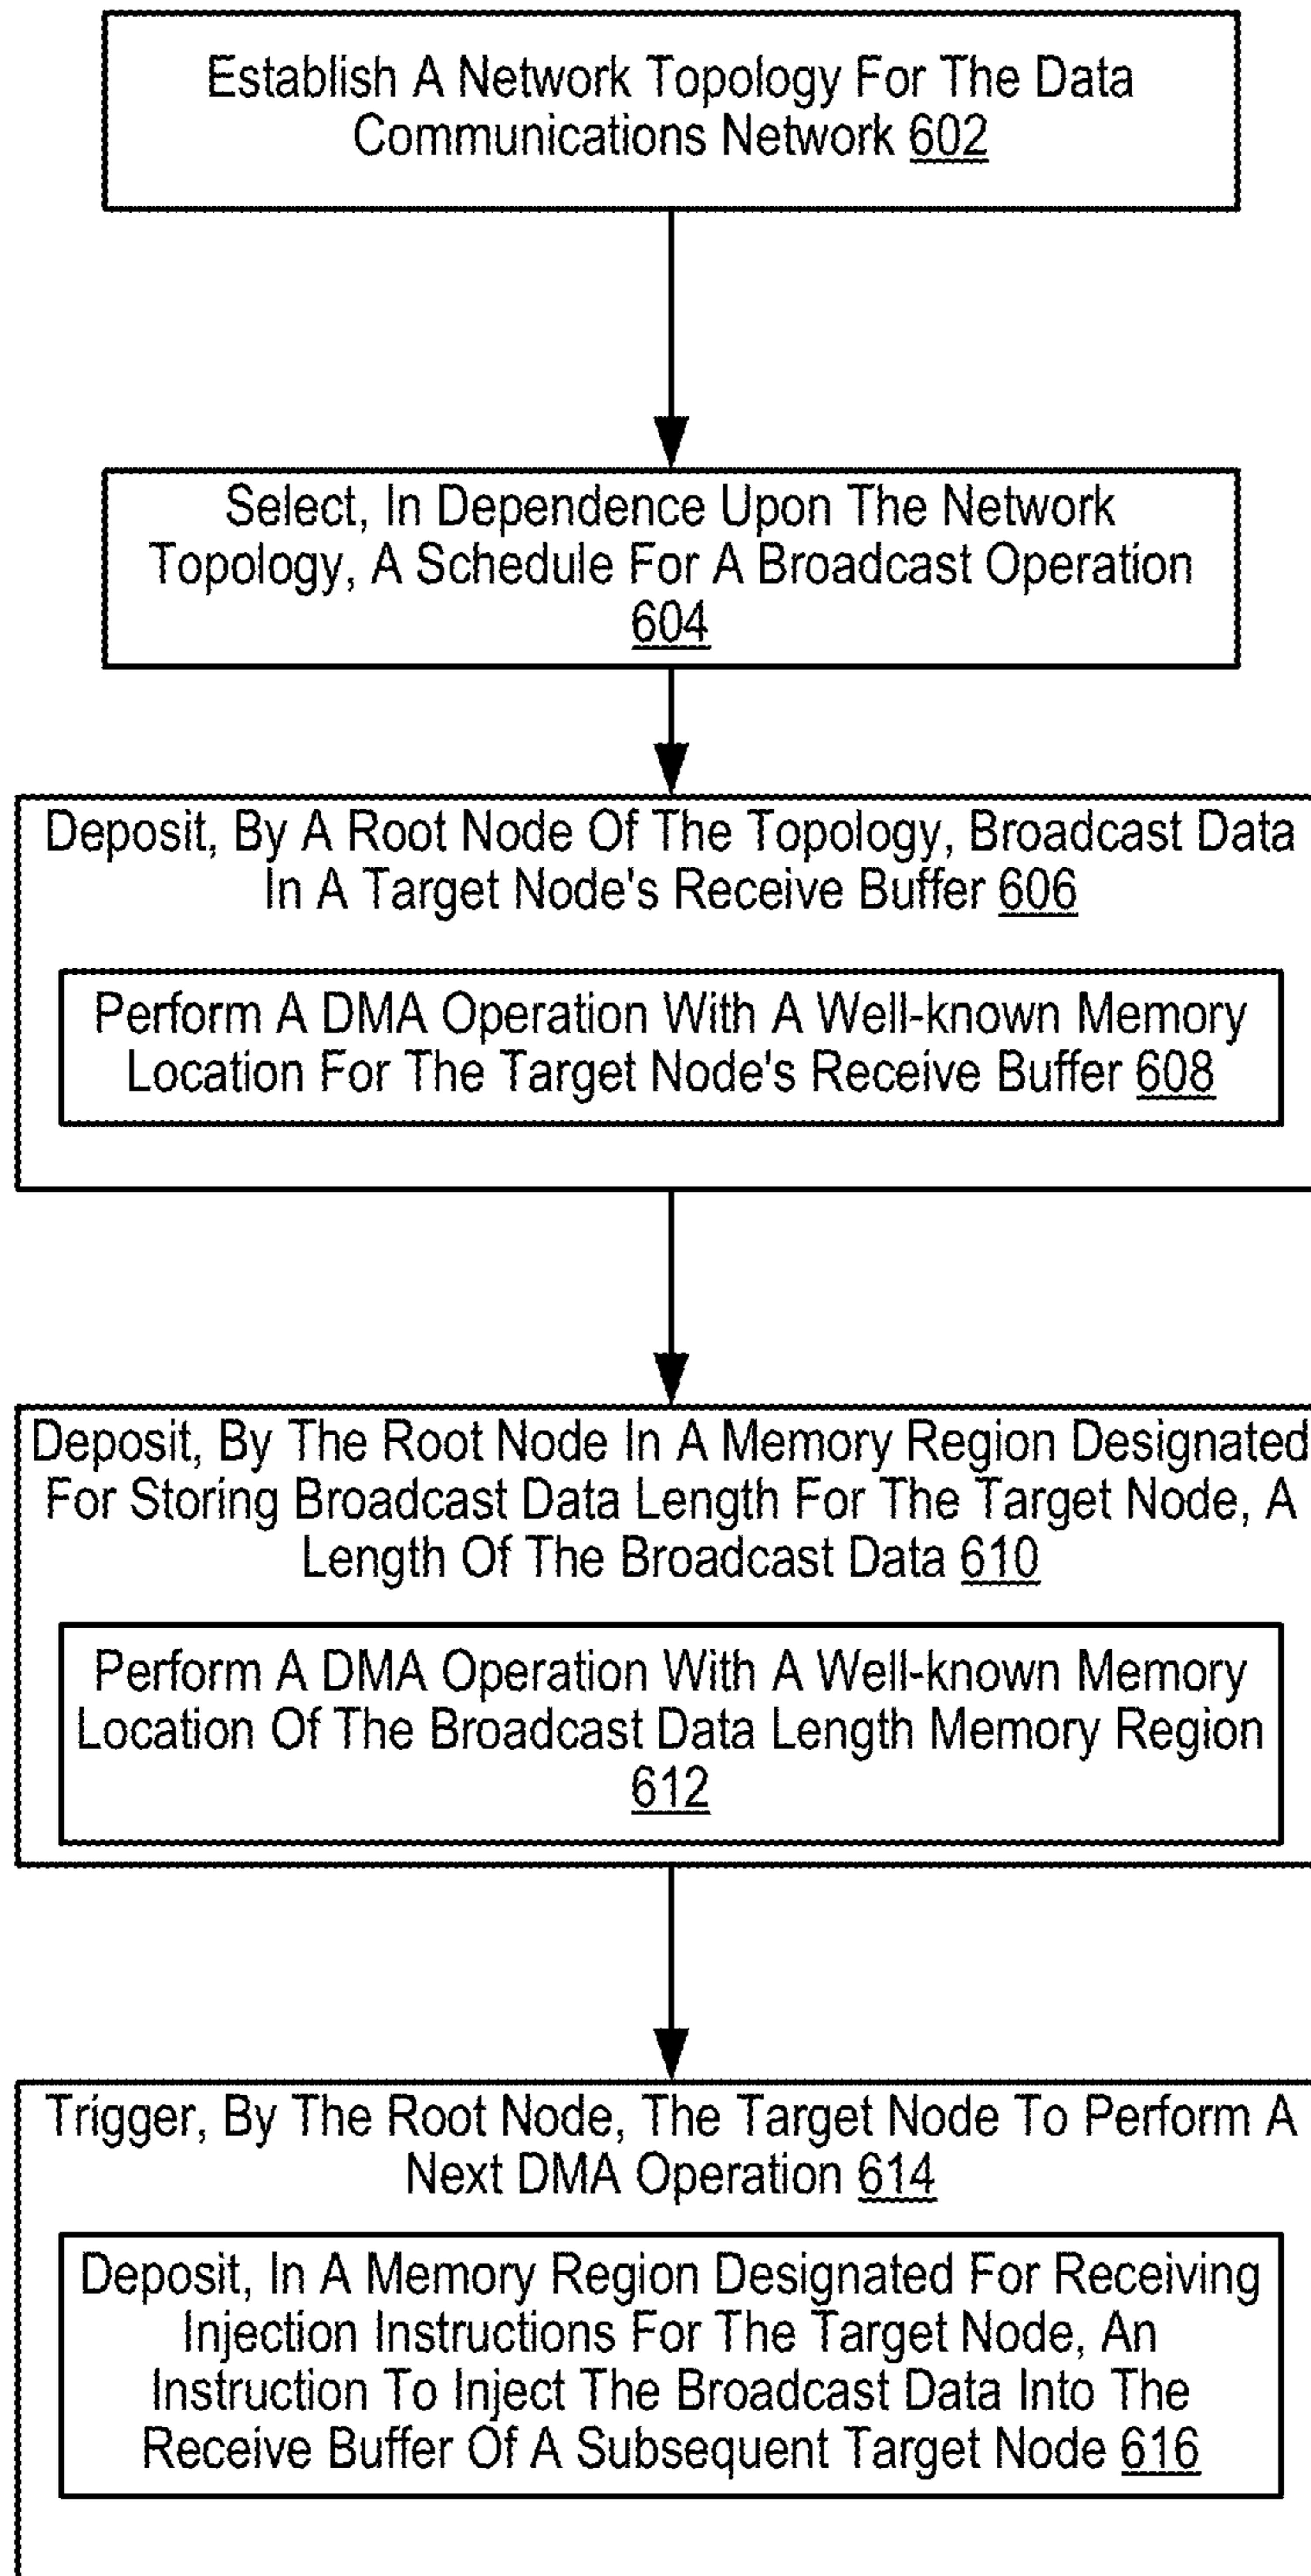 Establish A Network Topology For The Data
Communications Network 602
Select, In Dependence Upon The Network
Topology, A Schedule For A Broadcast Operation
604
Deposit, By A Root Node Of The Topology, Broadcast Data
In A Target Node's Receive Buffer 606
Perform A DMA Operation With A Well-known Memory
Location For The Target Node's Receive Buffer 608
Deposit, By The Root Node In A Memory Region Designated
For Storing Broadcast Data Length For The Target Node, A
Length Of The Broadcast Data 610
Perform A DMA Operation With A Well-known Memory
Location Of The Broadcast Data Length Memory Region
612
Trigger, By The Root Node, The Target Node To Perform A
Next DMA Operation 614
Deposit, In A Memory Region Designated For Receiving
Injection Instructions For The Target Node, An
Instruction To Inject The Broadcast Data Into The
Receive Buffer Of A Subsequent Target Node 616